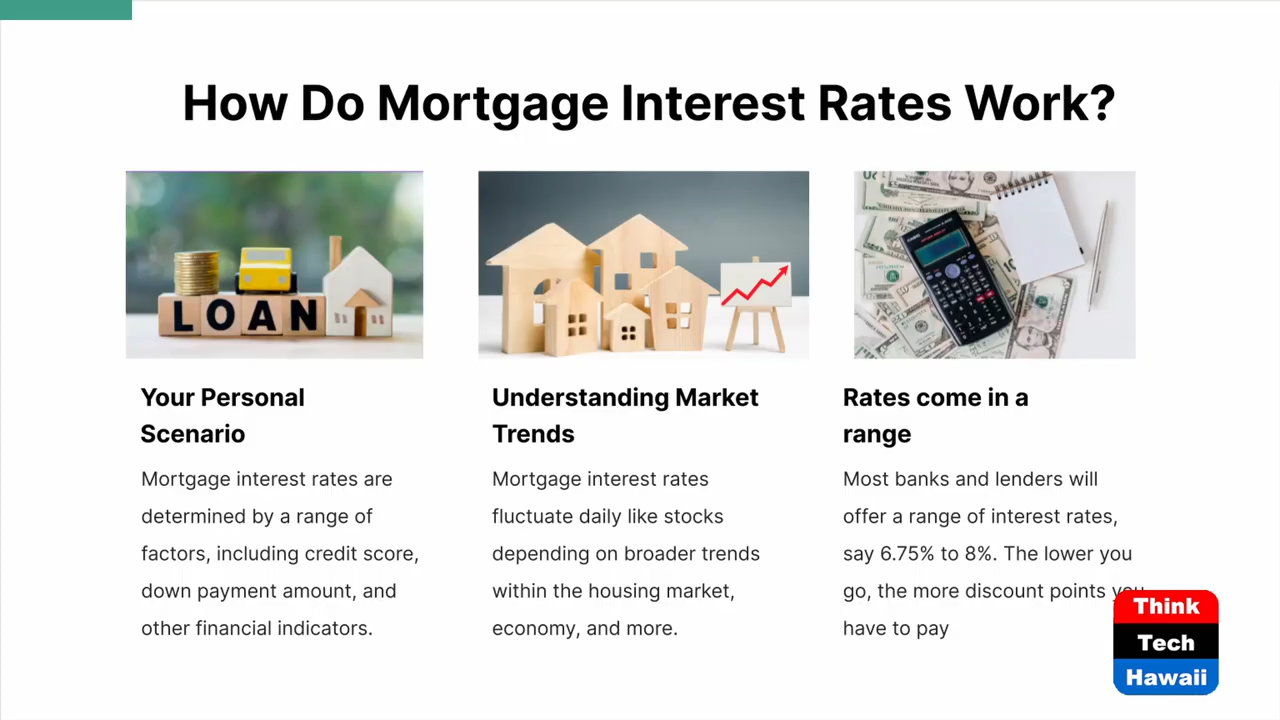 How Do Mortgage Interest Rates Work?
LOAN
Your Personal
Scenario
Mortgage interest rates are
determined by a range of
factors, including credit score,
down payment amount, and
other financial indicators.
Understanding Market
Trends
Mortgage interest rates
fluctuate daily like stocks
depending on broader trends
within the housing market,
economy, and more.
Rates come in a
range
Most banks and lenders will
offer a range of interest rates,
say 6.75% to 8%. The lower you
go, the more discount points you
have to pay
Think
Tech
Hawaii